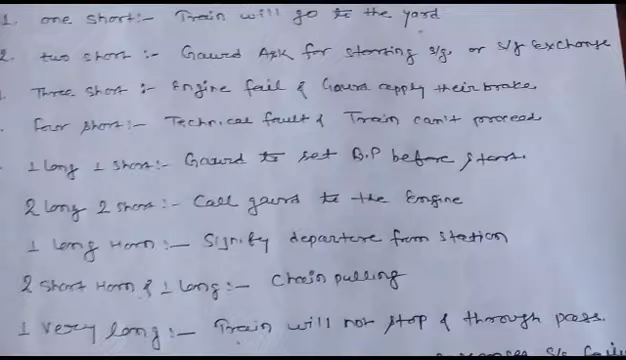 1. one short:- Train will go to the yard
2. two short :- Gaurd Ask for starting s/g. or s/g Exchange
Three short :- Engine fail & Gaurd apply their brake
four short:- Technical fault & Train can't proceed
1 long 1 short:- Gaurd to set B.P before start.
2 long 2 short:- Call gaurd to the Engine
1 long Horn:- Signify departure from station
2 short Horn & 1 long:- Chain pulling
1 very long:- Train will not stop & through pass.